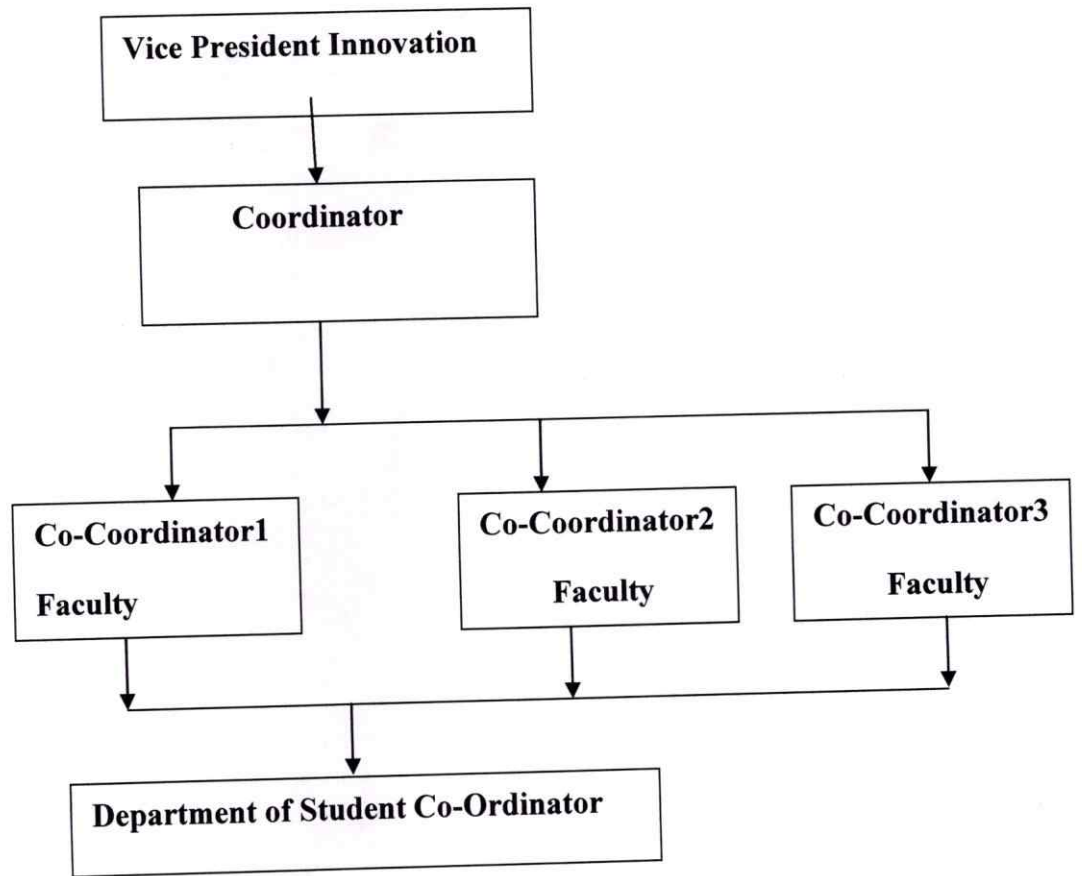 Vice President Innovation
Coordinator
Co-Coordinator1
Faculty
Co-Coordinator2
Faculty
Co-Coordinator3
Faculty
Department of Student Co-Ordinator